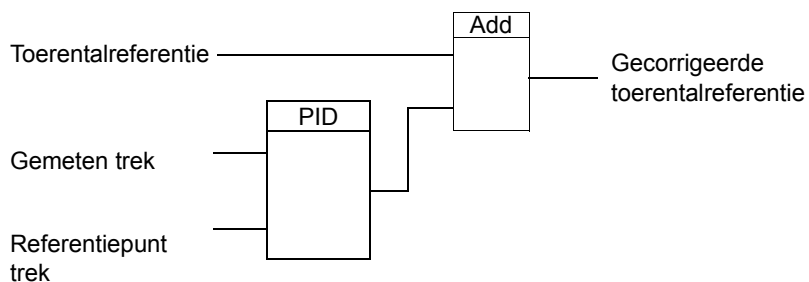 Add
Toerentalreferentie
Gecorrigeerde
toerentalreferentie
PID
Gemeten trek
Referentiepunt
trek